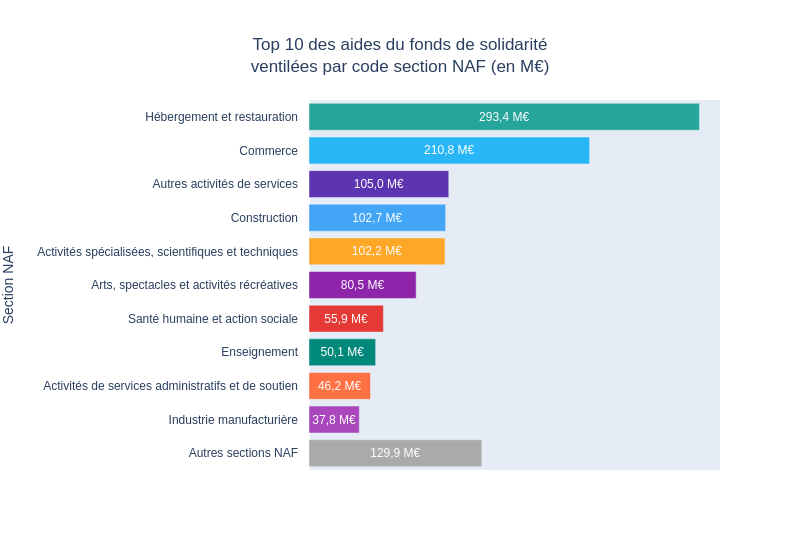 Top 10 des aides du fonds de solidarité
ventilées par code section NAF (en M€)
Section NAF
Hébergement et restauration 293,4 M€
Commerce 210,8 M€
Autres activités de services 105,0 M€
Construction 102,7 M€
Activités spécialisées, scientifiques et techniques 102,2 M€
Arts, spectacles et activités récréatives 80,5 M€
Santé humaine et action sociale 55,9 M€
Enseignement 50,1 M€
Activités de services administratifs et de soutien 46,2 M€
Industrie manufacturière 37,8 M€
Autres sections NAF 129,9 M€